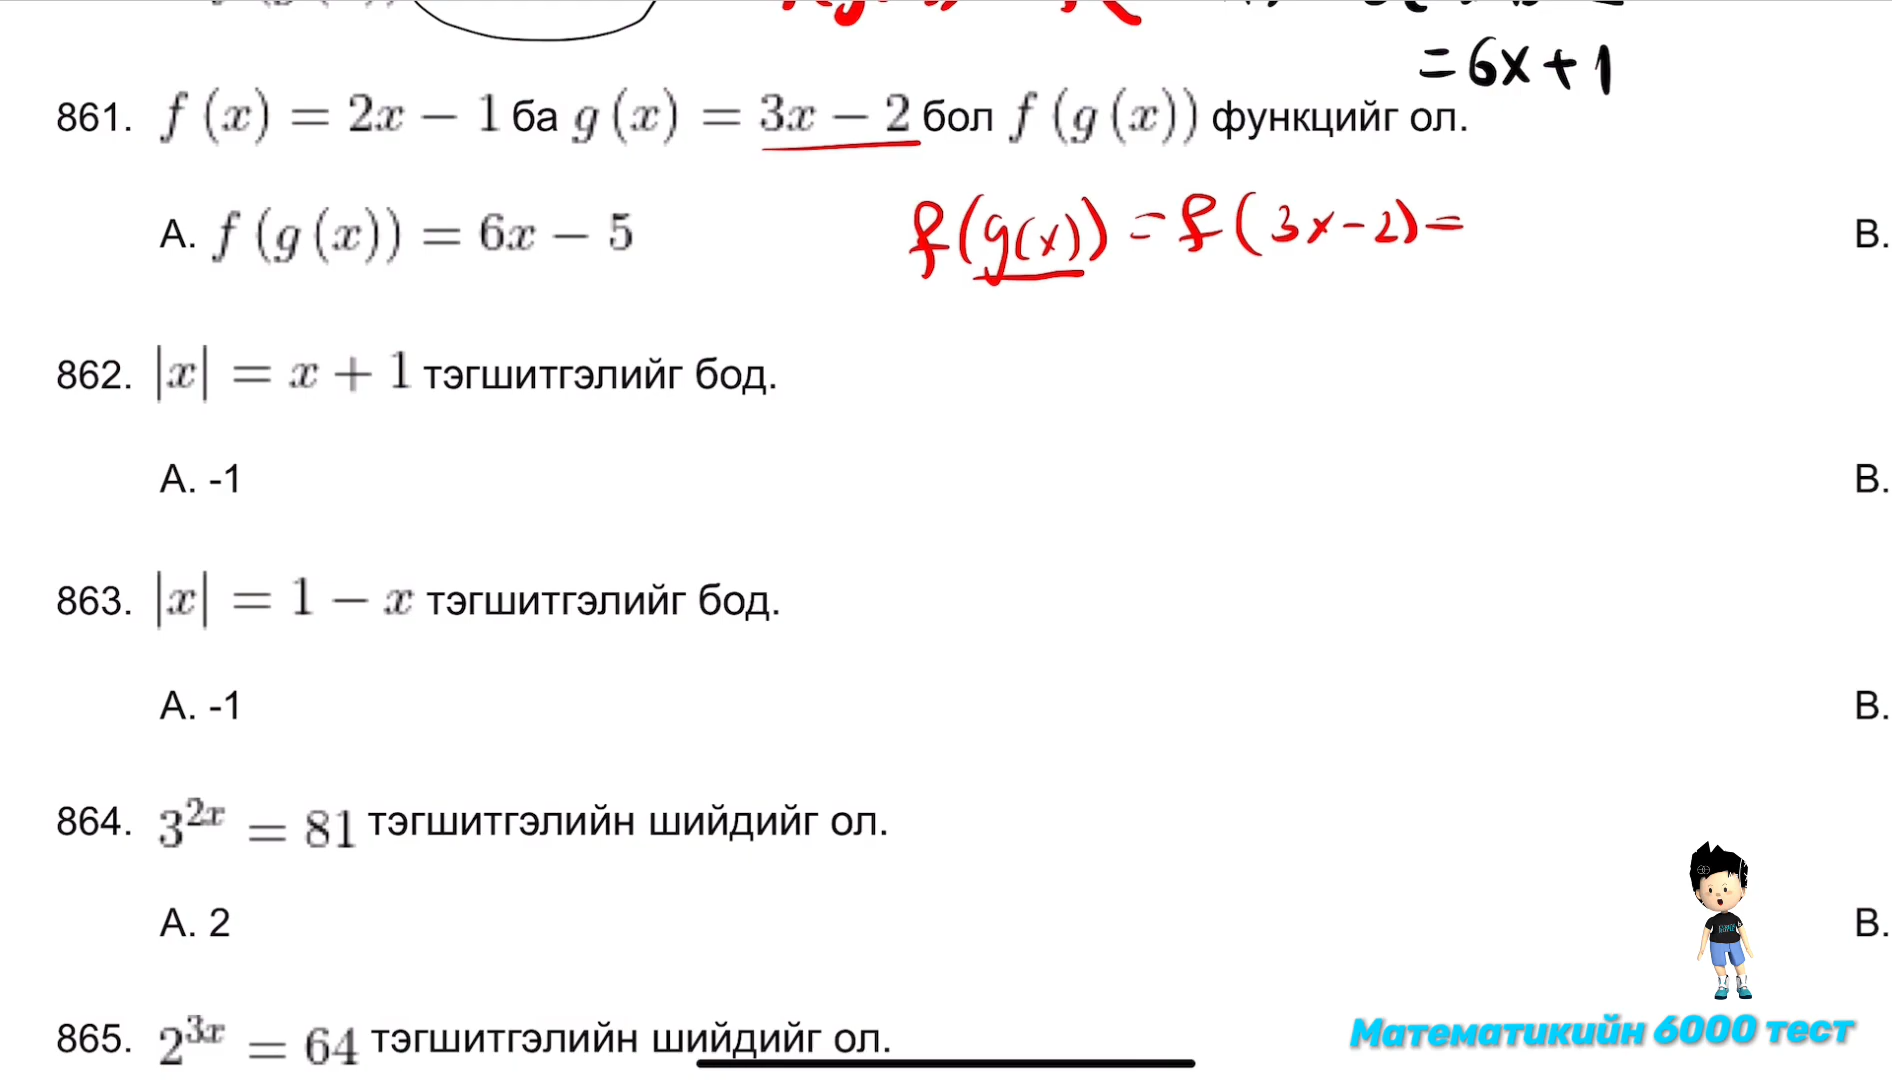 = 6x + 1
861. f (x) = 2x − 1 ба g (x) = 3x − 2 бол f (g (x)) функцийг ол.
A. f (g (x)) = 6x − 5
f(g(x)) = f(3x-2) =
B.
862. |x| = x + 1 тэгшитгэлийг бод.
A. -1
B.
863. |x| = 1 − x тэгшитгэлийг бод.
A. -1
B.
864. 3^{2x} = 81 тэгшитгэлийн шийдийг ол.
A. 2
B.
865. 2^{3x} = 64 тэгшитгэлийн шийдийг ол.
Математикийн 6000 тест